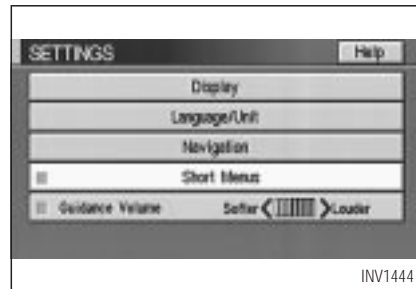 SETTINGS Help
Display
Language/Unit
Navigation
Short Menus
Guidance Volume Softer Louder
INV1444